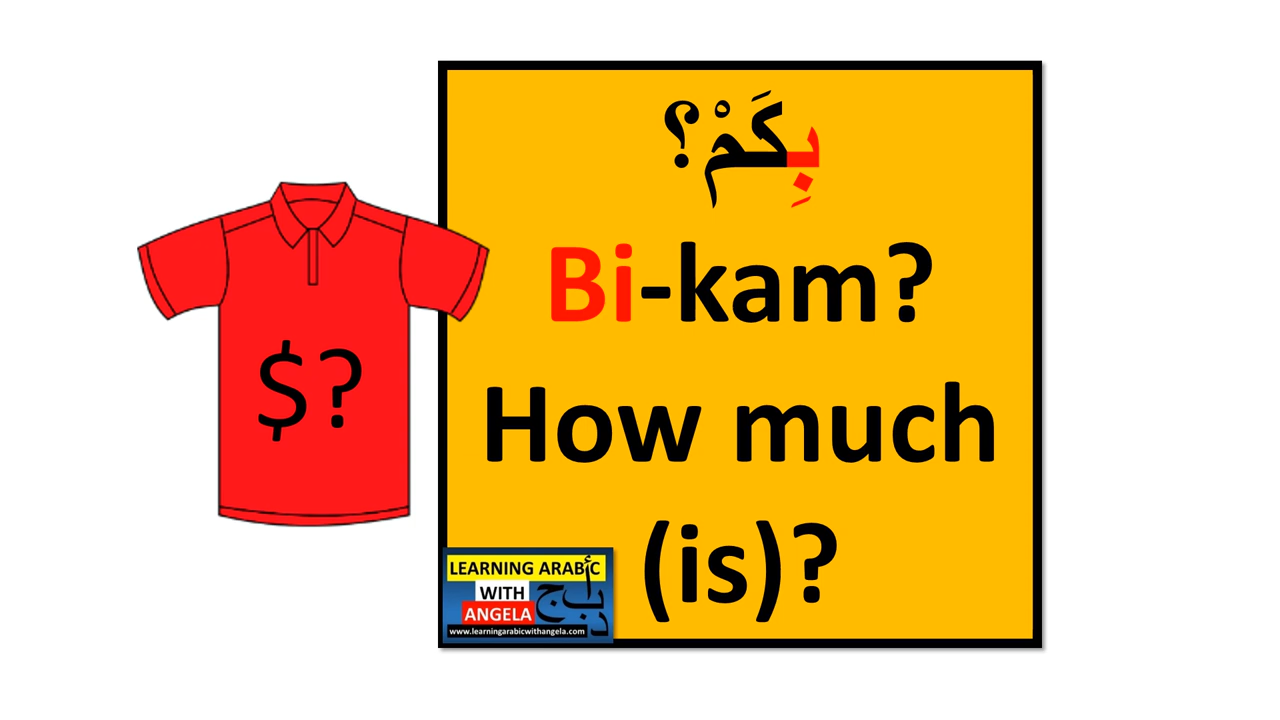 بِكَمْ؟
Bi-kam?
How much
(is)?
$?
LEARNING ARABIC
WITH
ANGELA
أ ب ج د
www.learningarabicwithangela.com